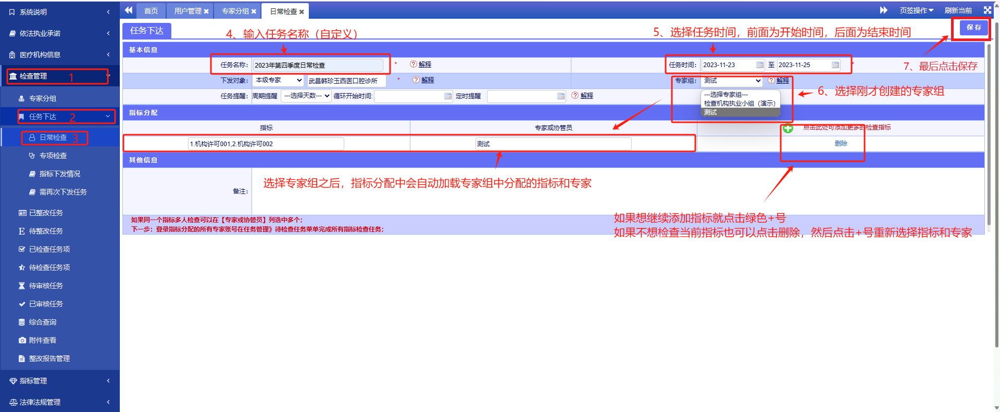 系统说明
依法执业承诺
医疗机构信息
检查管理 1
专家分组
任务下达 2
日常检查 3
专项检查
指标下发情况
需再次下发任务
已整改任务
待整改任务
已检查任务项
待检查任务项
待审核任务
已审核任务
综合查询
附件查看
整改报告管理
指标管理
法律法规管理
首页 用户管理 专家分组 日常检查 页签操作 刷新当前
任务下达
保存
4、输入任务名称（自定义）
5、选择任务时间，前面为开始时间，后面为结束时间
7、最后点击保存
基本信息
任务名称： 2023年第四季度日常检查 * 解释
任务时间： 2023-11-23 至 2023-11-25 *
下发对象： 本级专家 武昌韩珍玉西医口腔诊所 * 解释
专家组： 测试 解释
---选择专家组---
检查机构执业小组（演示）
测试
6、选择刚才创建的专家组
任务提醒： 周期提醒 ---选择天数--- 循环开始时间: 定时提醒 解释
指标分配
指标 专家或协管员 点击此处可添加更多的检查指标
1.机构许可001,2.机构许可002 测试 删除
其他信息
选择专家组之后，指标分配中会自动加载专家组中分配的指标和专家
备注：
如果想继续添加指标就点击绿色+号
如果不想检查当前指标也可以点击删除，然后点击+号重新选择指标和专家
如果同一个指标多人检查可以在【专家或协管员】列选中多个；
下一步：登录指标分配的所有专家账号在任务管理》待检查任务菜单完成所有指标检查任务；